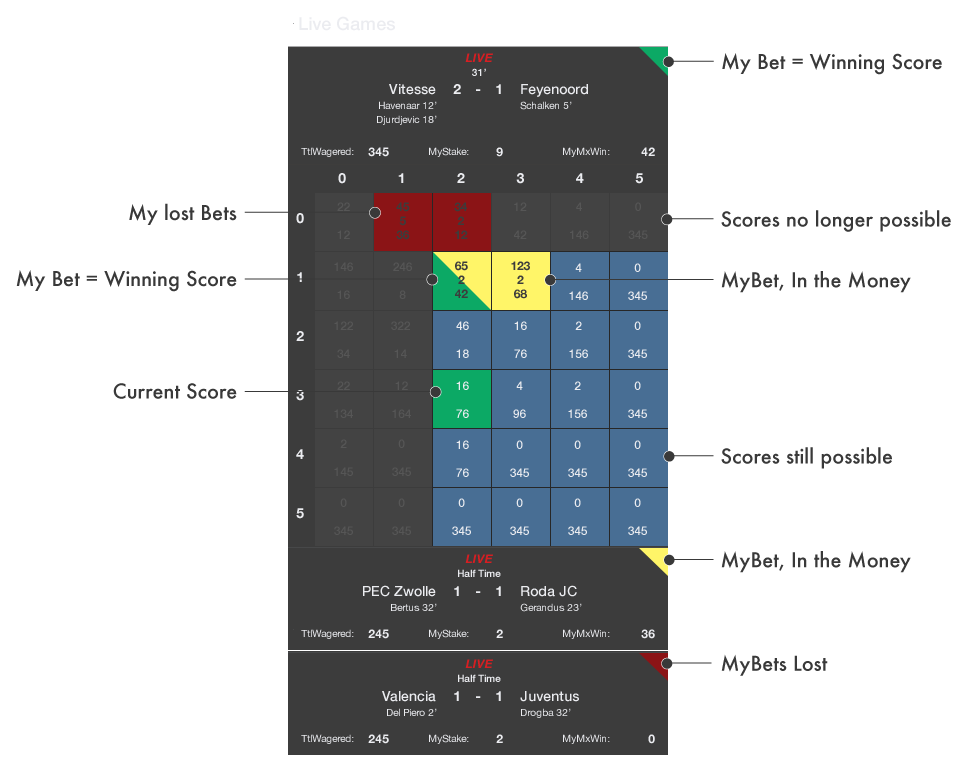 Live Games
LIVE
31'
Vitesse 2 - 1 Feyenoord
Havenaar 12' Schalken 5'
Djurdjevic 18'
TtlWagered: 345 MyStake: 9 MyMxWin: 42
0 1 2 3 4 5
0
22 12 4 0
12 42 146 345
1
146 246 65 123 4 0
2 2
16 8 42 68 146 345
2
122 322 46 16 2 0
34 14 18 76 156 345
3
22 12 16 4 2 0
134 164 76 96 156 345
4
2 0 16 0 0 0
145 345 76 345 345 345
5
0 0 0 0 0 0
345 345 345 345 345 345
LIVE
Half Time
PEC Zwolle 1 - 1 Roda JC
Bertus 32' Gerandus 23'
TtlWagered: 245 MyStake: 2 MyMxWin: 36
LIVE
Half Time
Valencia 1 - 1 Juventus
Del Piero 2' Drogba 32'
TtlWagered: 245 MyStake: 2 MyMxWin: 0
My lost Bets
My Bet = Winning Score
Current Score
My Bet = Winning Score
Scores no longer possible
MyBet, In the Money
Scores still possible
MyBet, In the Money
MyBets Lost